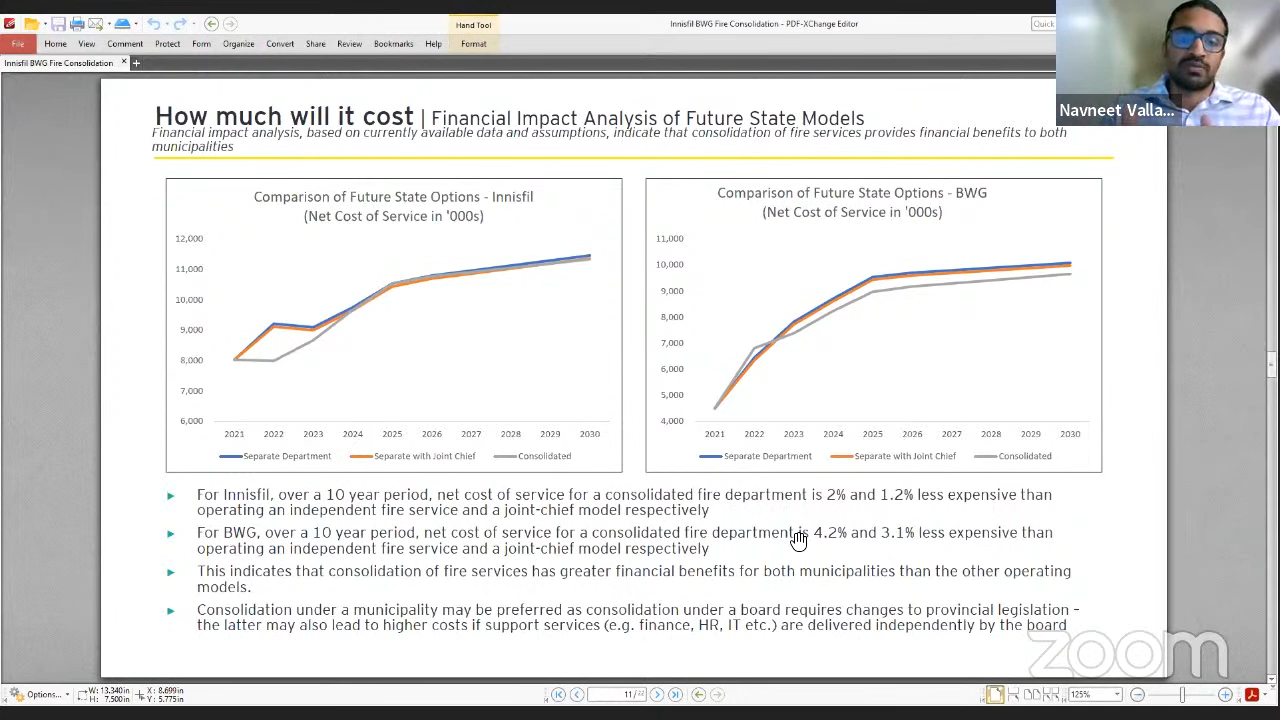 Hand Tool
Innisfil BWG Fire Consolidation - PDF-XChange Editor
Quick
File Home View Comment Protect Form Organize Convert Share Review Bookmarks Help Format
Innisfil BWG Fire Consolidation
Navneet Valla...
How much will it cost | Financial Impact Analysis of Future State Models
Financial impact analysis, based on currently available data and assumptions, indicate that consolidation of fire services provides financial benefits to both
municipalities
Comparison of Future State Options - Innisfil
(Net Cost of Service in '000s)
12,000
11,000
10,000
9,000
8,000
7,000
6,000
2021 2022 2023 2024 2025 2026 2027 2028 2029 2030
Separate Department Separate with Joint Chief Consolidated
Comparison of Future State Options - BWG
(Net Cost of Service in '000s)
11,000
10,000
9,000
8,000
7,000
6,000
5,000
4,000
2021 2022 2023 2024 2025 2026 2027 2028 2029 2030
Separate Department Separate with Joint Chief Consolidated
For Innisfil, over a 10 year period, net cost of service for a consolidated fire department is 2% and 1.2% less expensive than
operating an independent fire service and a joint-chief model respectively
For BWG, over a 10 year period, net cost of service for a consolidated fire department is 4.2% and 3.1% less expensive than
operating an independent fire service and a joint-chief model respectively
This indicates that consolidation of fire services has greater financial benefits for both municipalities than the other operating
models.
Consolidation under a municipality may be preferred as consolidation under a board requires changes to provincial legislation –
the latter may also lead to higher costs if support services (e.g. finance, HR, IT etc.) are delivered independently by the board
zoom
Options...
W: 13.340in
H: 7.500in
X: 8.699in
Y: 5.775in
11/22
125%